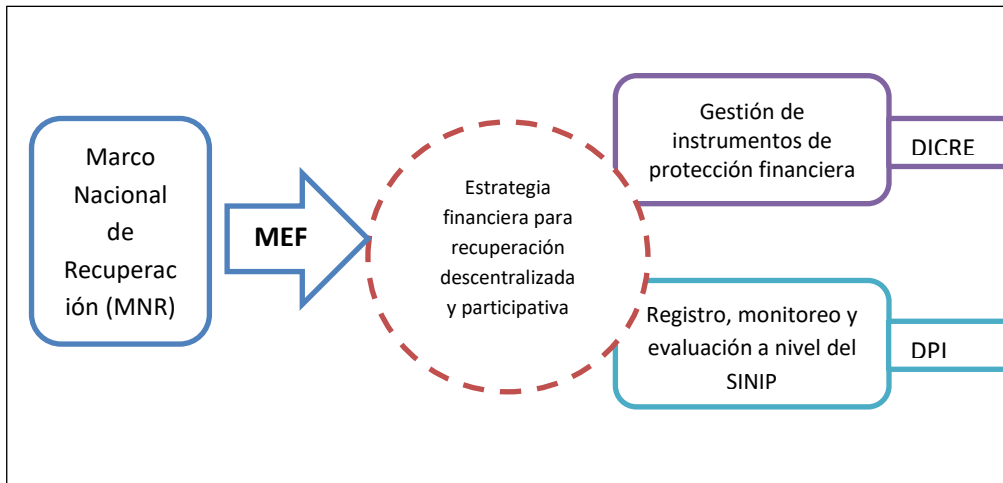 Marco
Nacional
de
Recuperac
ión (MNR)
MEF
Estrategia
financiera para
recuperación
descentralizada
y participativa
Gestión de
instrumentos de
protección financiera
DICRE
Registro, monitoreo y
evaluación a nivel del
SINIP
DPI